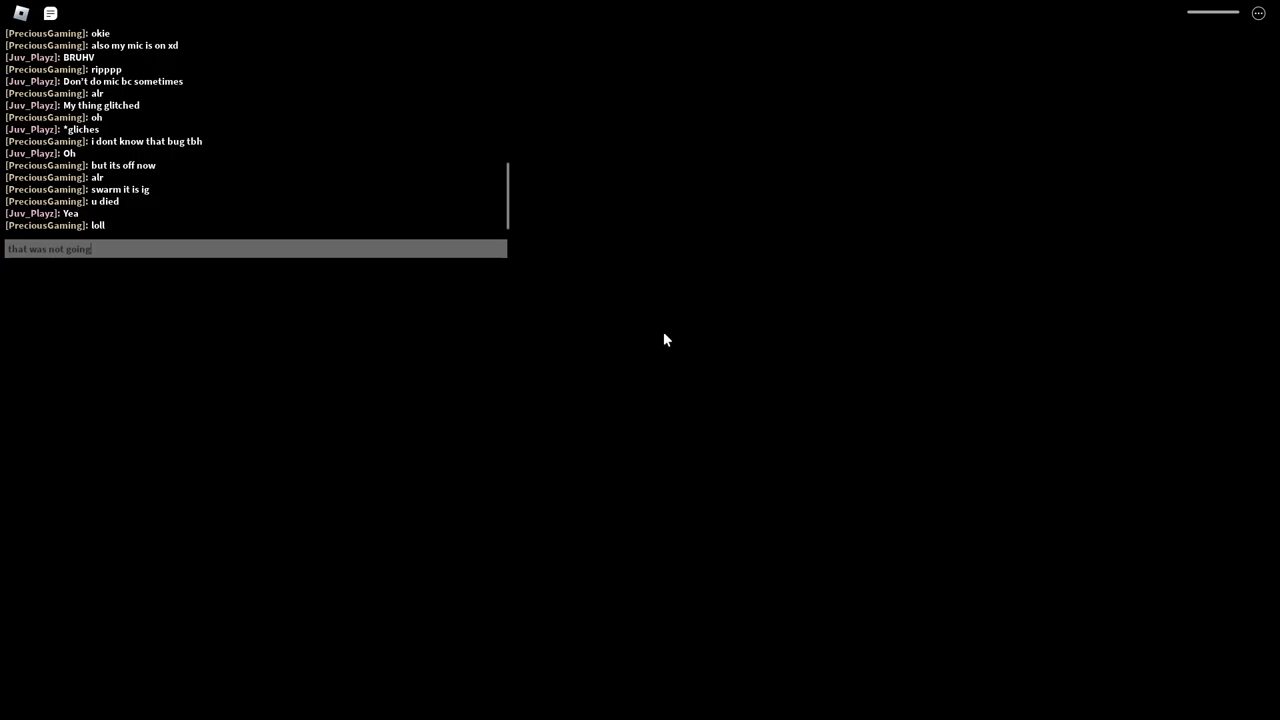 [PreciousGaming]: okie
[PreciousGaming]: also my mic is on xd
[Juv_Playz]: BRUHV
[PreciousGaming]: ripppp
[Juv_Playz]: Don't do mic bc sometimes
[PreciousGaming]: alr
[Juv_Playz]: My thing glitched
[PreciousGaming]: oh
[Juv_Playz]: *gliches
[PreciousGaming]: i dont know that bug tbh
[Juv_Playz]: Oh
[PreciousGaming]: but its off now
[PreciousGaming]: alr
[PreciousGaming]: swarm it is ig
[PreciousGaming]: u died
[Juv_Playz]: Yea
[PreciousGaming]: loll
that was not going